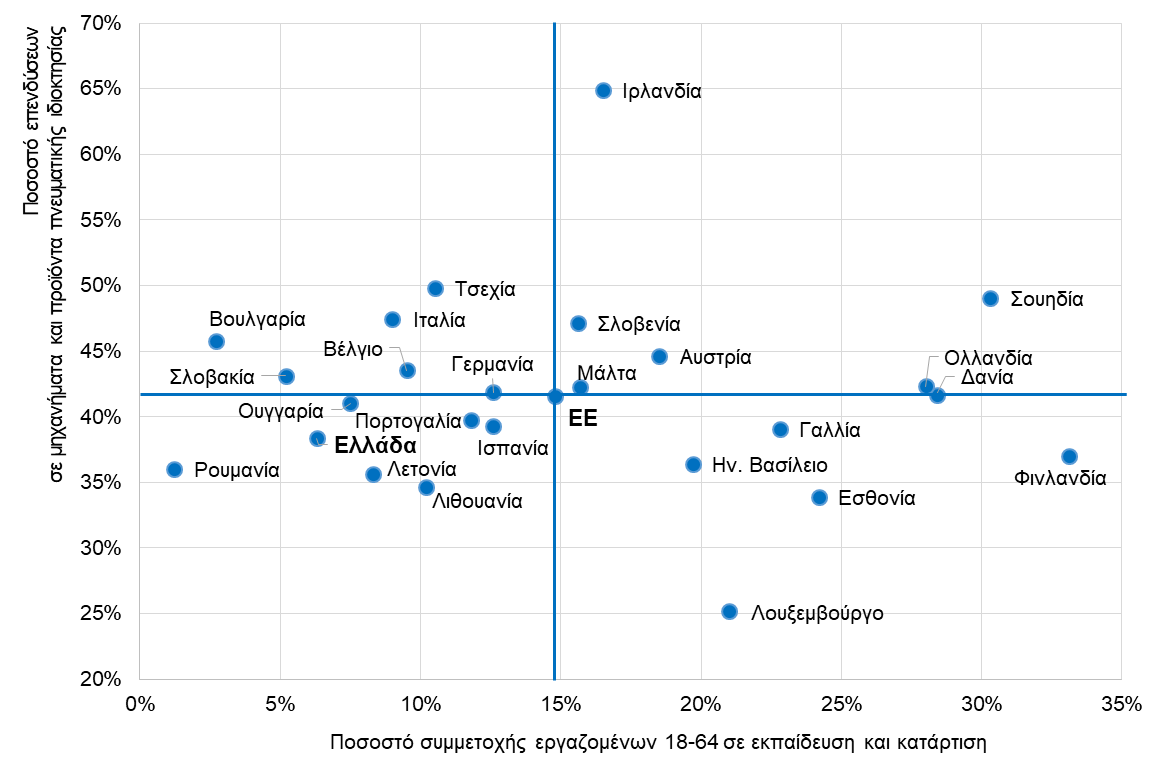 Ποσοστό επενδύσεων
σε μηχανήματα και προϊόντα πνευματικής ιδιοκτησίας
70%
65%
60%
55%
50%
45%
40%
35%
30%
25%
20%
Ιρλανδία
Τσεχία
Σουηδία
Βουλγαρία
Ιταλία
Σλοβενία
Βέλγιο
Γερμανία
Αυστρία
Ολλανδία
Σλοβακία
Μάλτα
Δανία
Ουγγαρία
Πορτογαλία
ΕΕ
Γαλλία
Ελλάδα
Ισπανία
Ρουμανία
Λετονία
Ην. Βασίλειο
Φινλανδία
Λιθουανία
Εσθονία
Λουξεμβούργο
0%
5%
10%
15%
20%
25%
30%
35%
Ποσοστό συμμετοχής εργαζομένων 18-64 σε εκπαίδευση και κατάρτιση